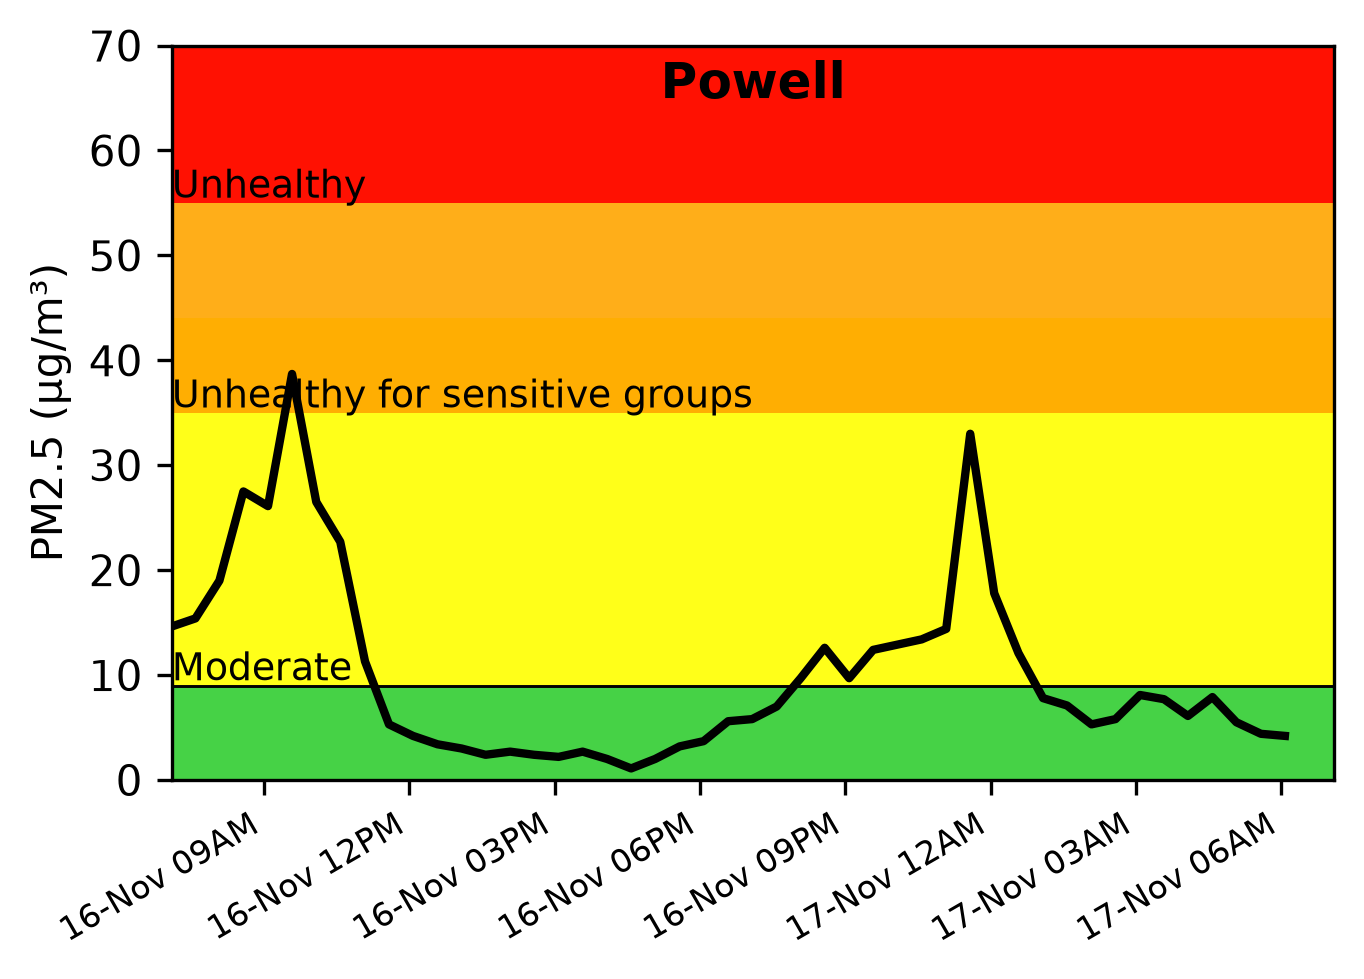 Powell
PM2.5 (µg/m³)
70
60
50
40
30
20
10
0
Unhealthy
Unhealthy for sensitive groups
Moderate
16-Nov 09AM
16-Nov 12PM
16-Nov 03PM
16-Nov 06PM
16-Nov 09PM
17-Nov 12AM
17-Nov 03AM
17-Nov 06AM